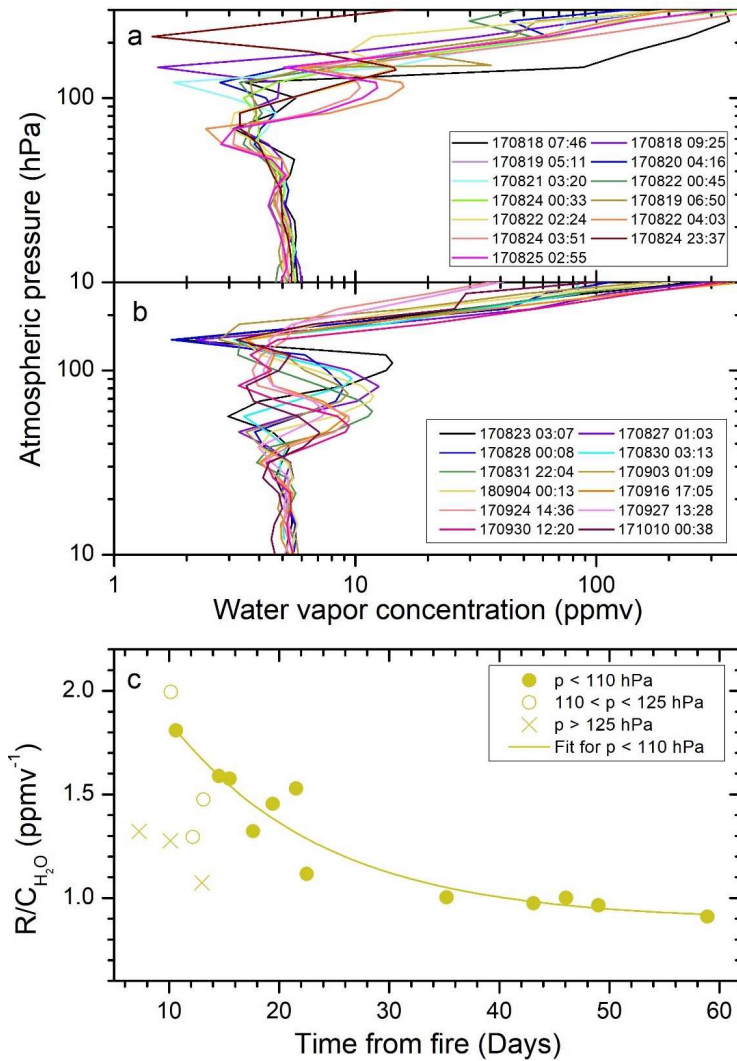 a
100
Atmospheric pressure (hPa)
170818 07:46 170818 09:25
170819 05:11 170820 04:16
170821 03:20 170822 00:45
170824 00:33 170819 06:50
170822 02:24 170822 04:03
170824 03:51 170824 23:37
170825 02:55
10
b
100
170823 03:07 170827 01:03
170828 00:08 170830 03:13
170831 22:04 170903 01:09
180904 00:13 170916 17:05
170924 14:36 170927 13:28
170930 12:20 171010 00:38
10
1 10 100
Water vapor concentration (ppmv)
c
2.0
1.5
1.0
R/C_H₂O (ppmv⁻¹)
p < 110 hPa
110 < p < 125 hPa
p > 125 hPa
Fit for p < 110 hPa
10 20 30 40 50 60
Time from fire (Days)